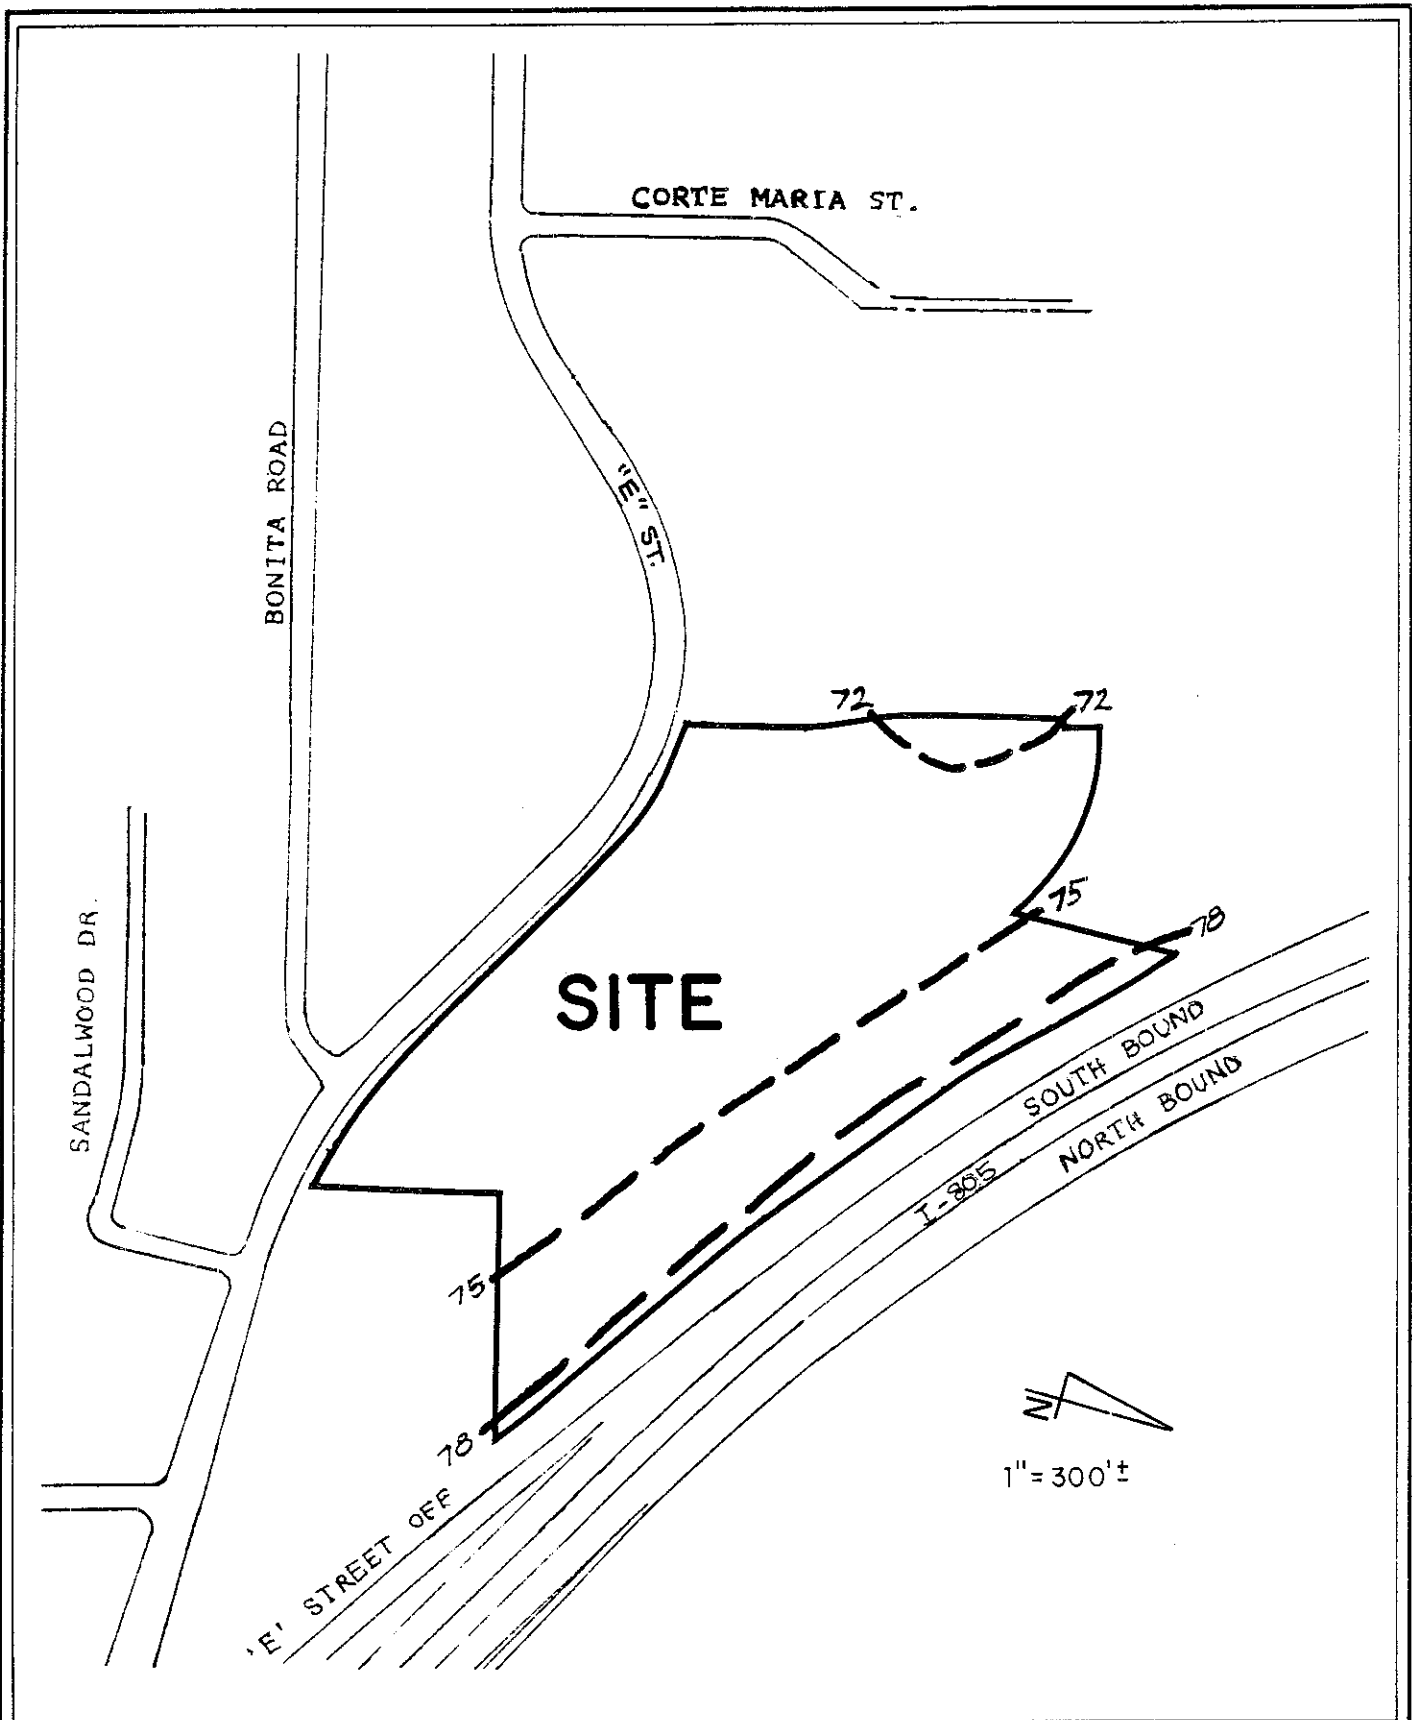 CORTE MARIA ST.
BONITA ROAD
"E" ST.
72
72
SANDALWOOD DR.
75
78
SITE
SOUTH BOUND
NORTH BOUND
I-805
75
78
N
1"=300'±
'E' STREET OFF